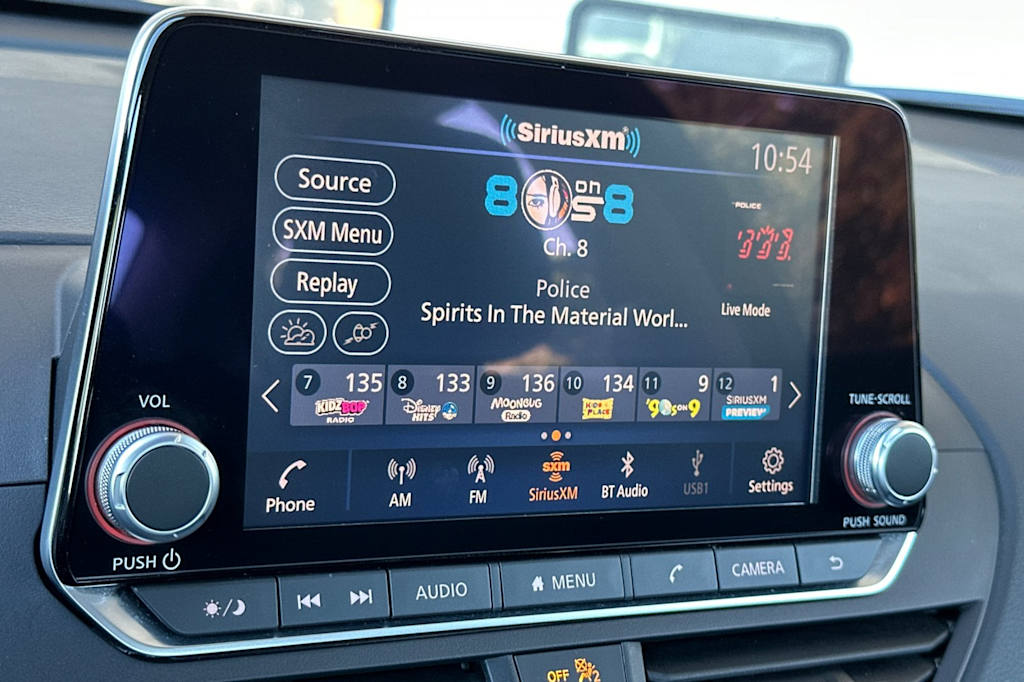 SiriusXM
10:54
Source
SXM Menu
Replay
80s on 8
Ch. 8
Police
Spirits In The Material Worl...
POLICE
Live Mode
7 135
KIDZ BOP
RADIO
8 133
Disney
HITS
9 136
MOONBUG
Radio
10 134
KIDZ
PLACE
11 9
'90s ON 9
12 1
SIRIUSXM
PREVIEW
Phone
AM
FM
sxm
SiriusXM
BT Audio
USB1
Settings
VOL
PUSH
TUNE·SCROLL
PUSH SOUND
AUDIO
MENU
CAMERA
OFF
2